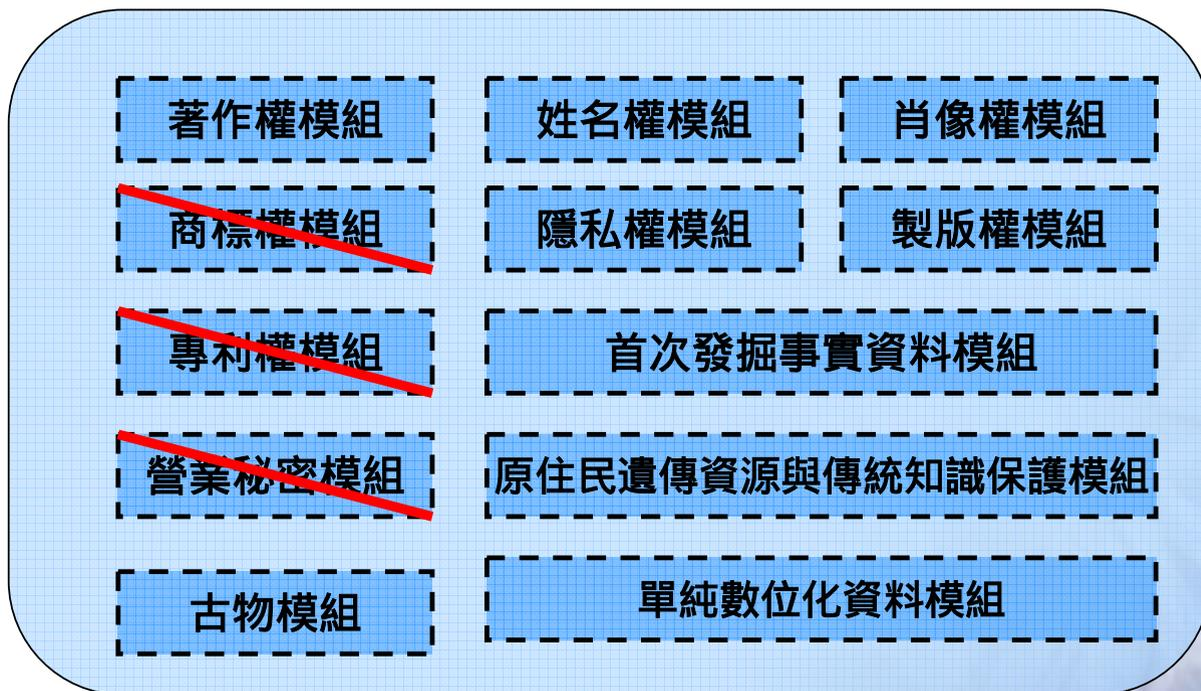 著作權模組
姓名權模組
肖像權模組
商標權模組
隱私權模組
製版權模組
專利權模組
首次發掘事實資料模組
營業秘密模組
原住民遺傳資源與傳統知識保護模組
古物模組
單純數位化資料模組